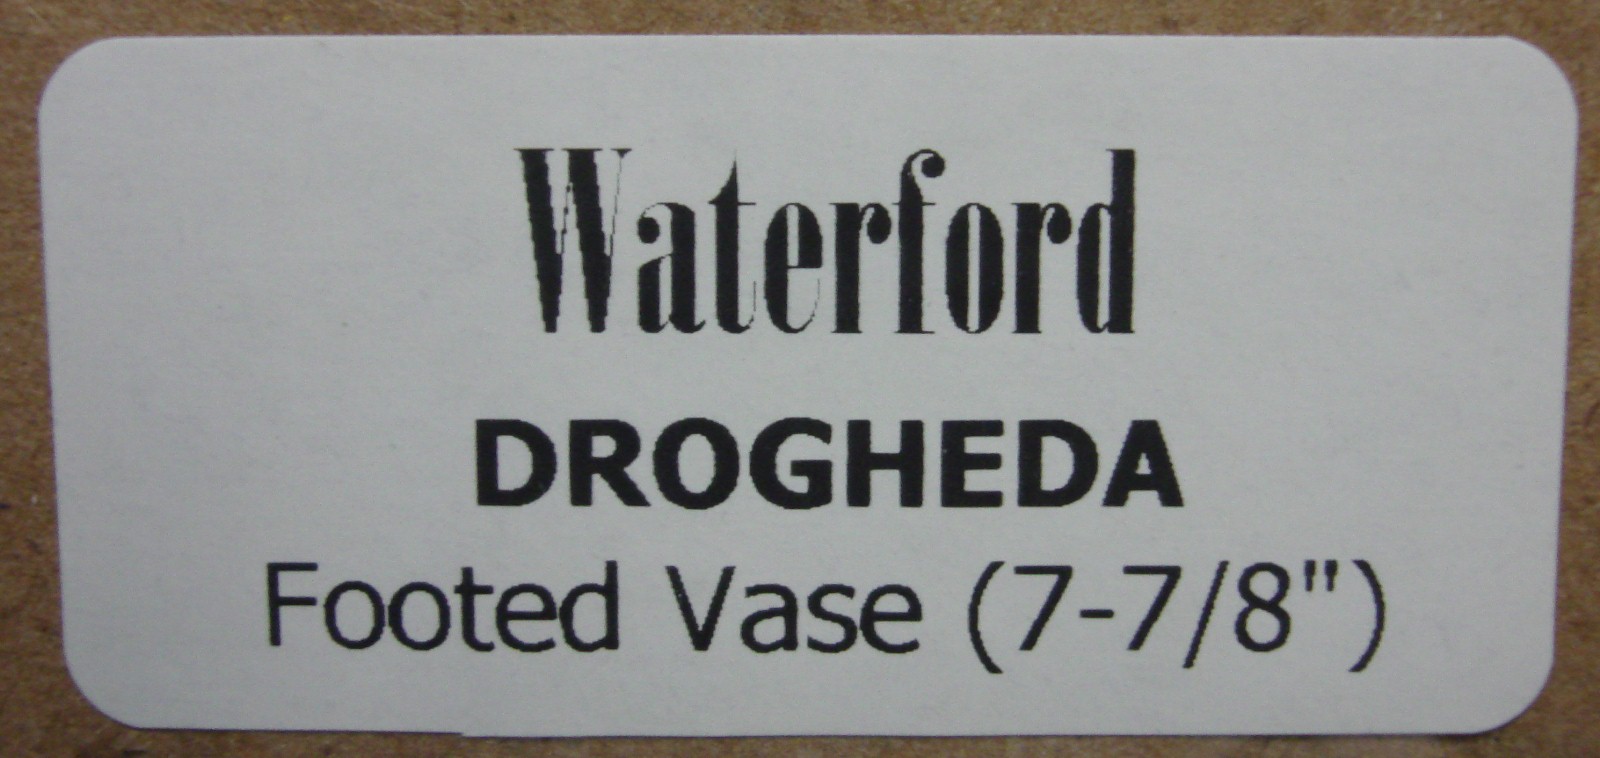 Waterford
DROGHEDA
Footed Vase (7-7/8")